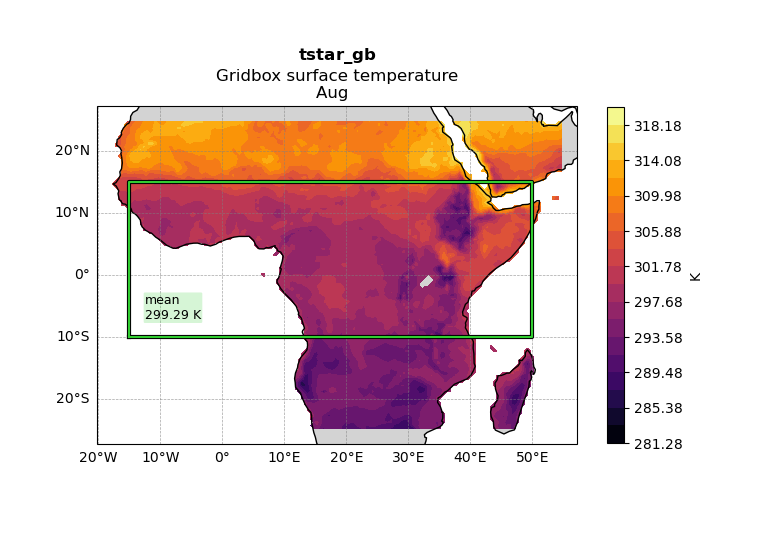 tstar_gb
Gridbox surface temperature
Aug
20°N
10°N
0°
10°S
20°S
mean
299.29 K
20°W 10°W 0° 10°E 20°E 30°E 40°E 50°E
318.18
314.08
309.98
305.88
301.78
297.68
293.58
289.48
285.38
281.28
K